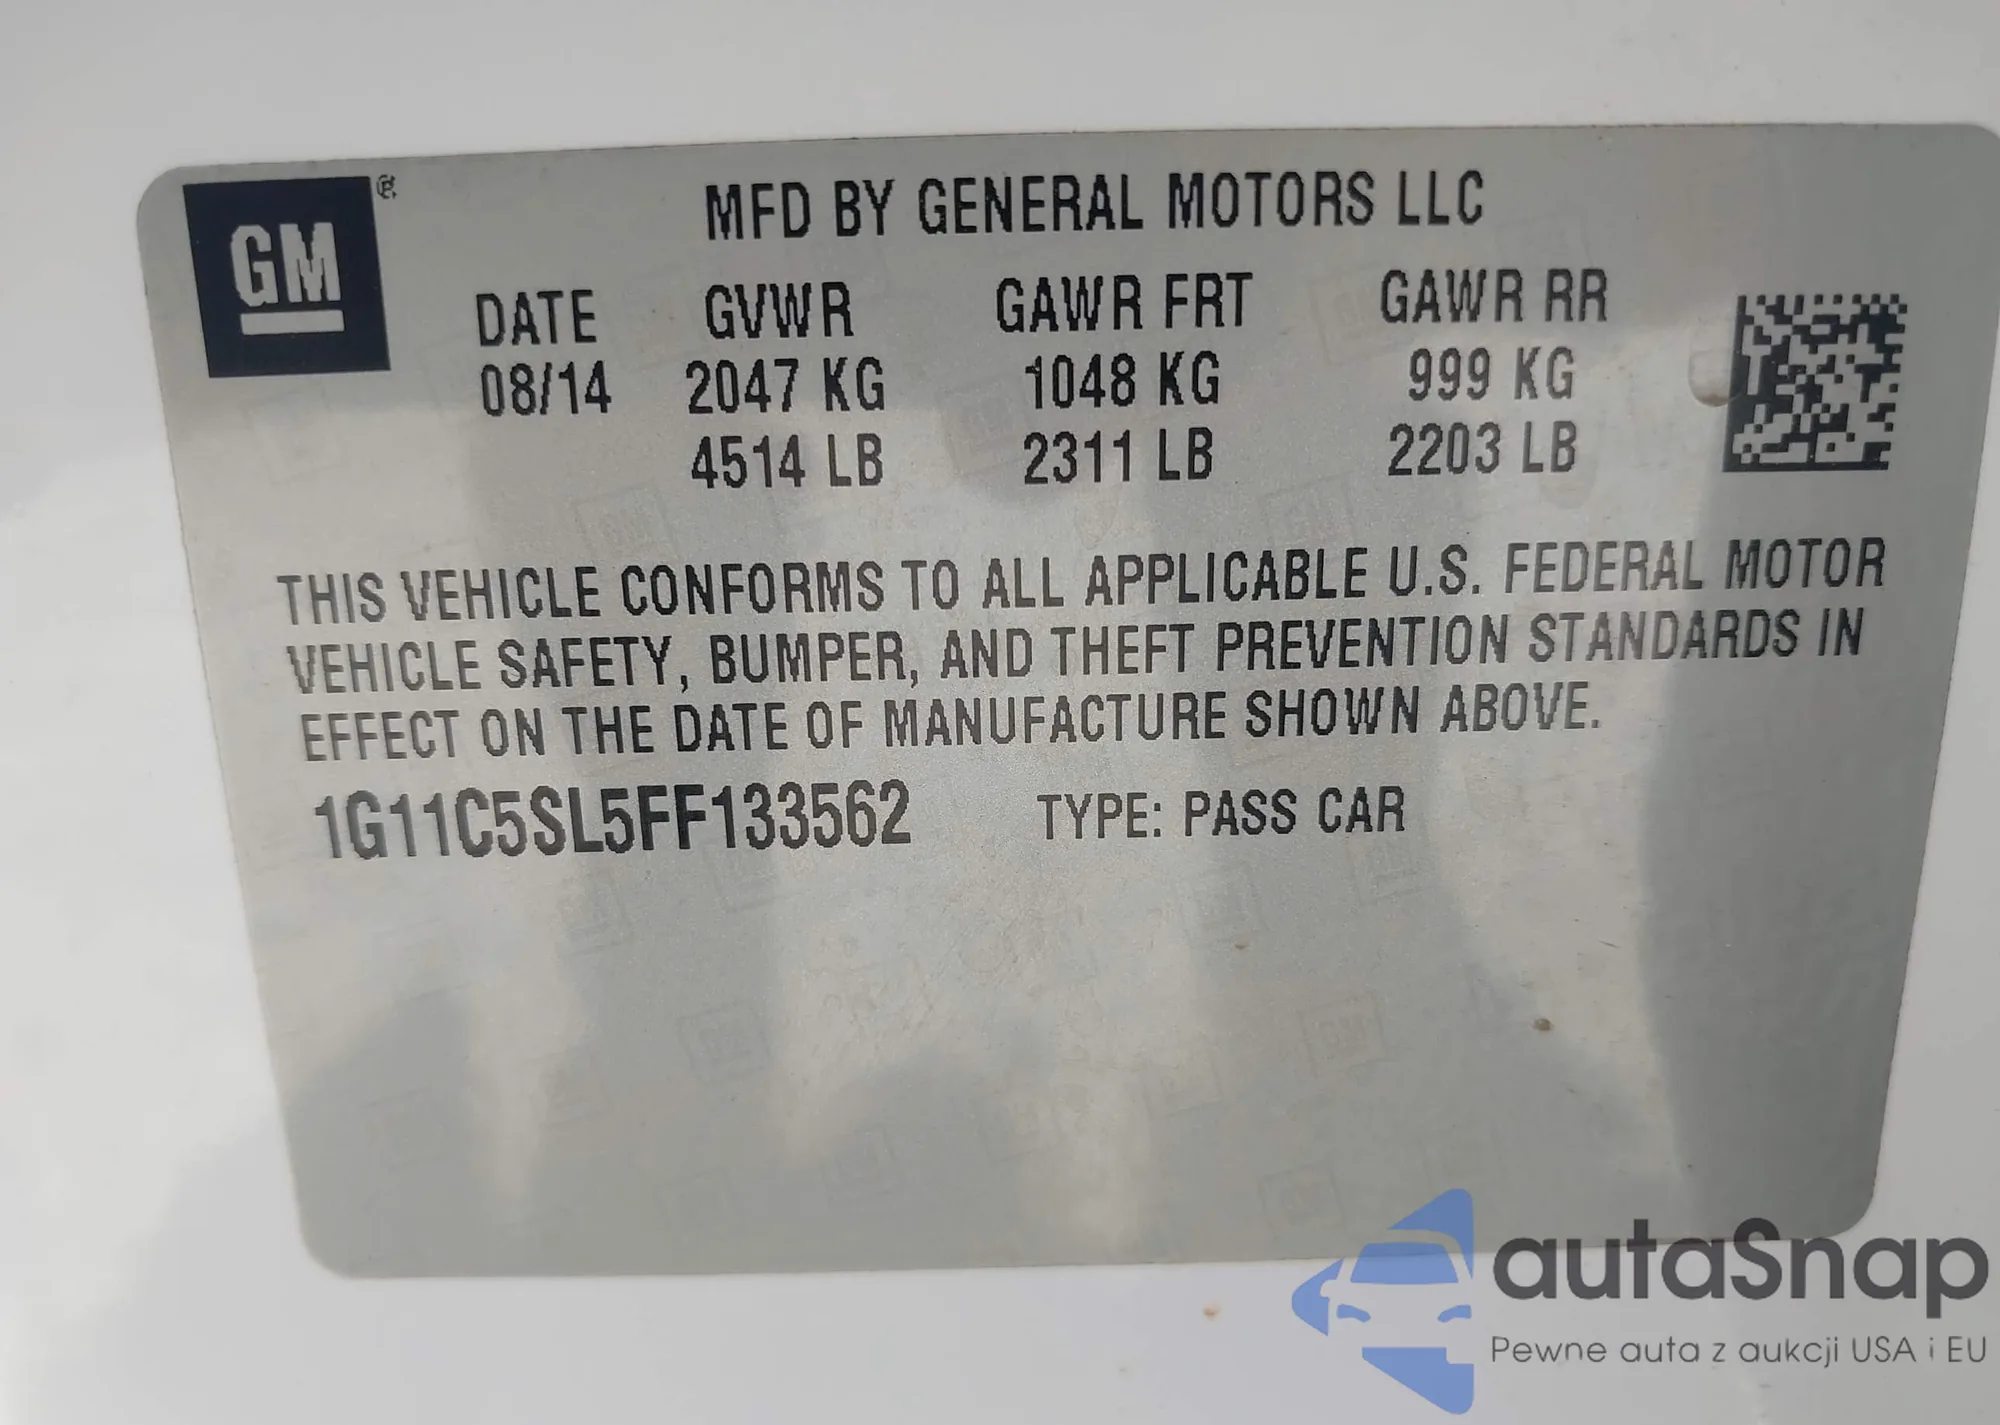 GM
MFD BY GENERAL MOTORS LLC
DATE GVWR GAWR FRT GAWR RR
08/14 2047 KG 1048 KG 999 KG
4514 LB 2311 LB 2203 LB
THIS VEHICLE CONFORMS TO ALL APPLICABLE U.S. FEDERAL MOTOR
VEHICLE SAFETY, BUMPER, AND THEFT PREVENTION STANDARDS IN
EFFECT ON THE DATE OF MANUFACTURE SHOWN ABOVE.
1G11C5SL5FF133562 TYPE: PASS CAR
autaSnap
Pewne auta z aukcji USA i EU